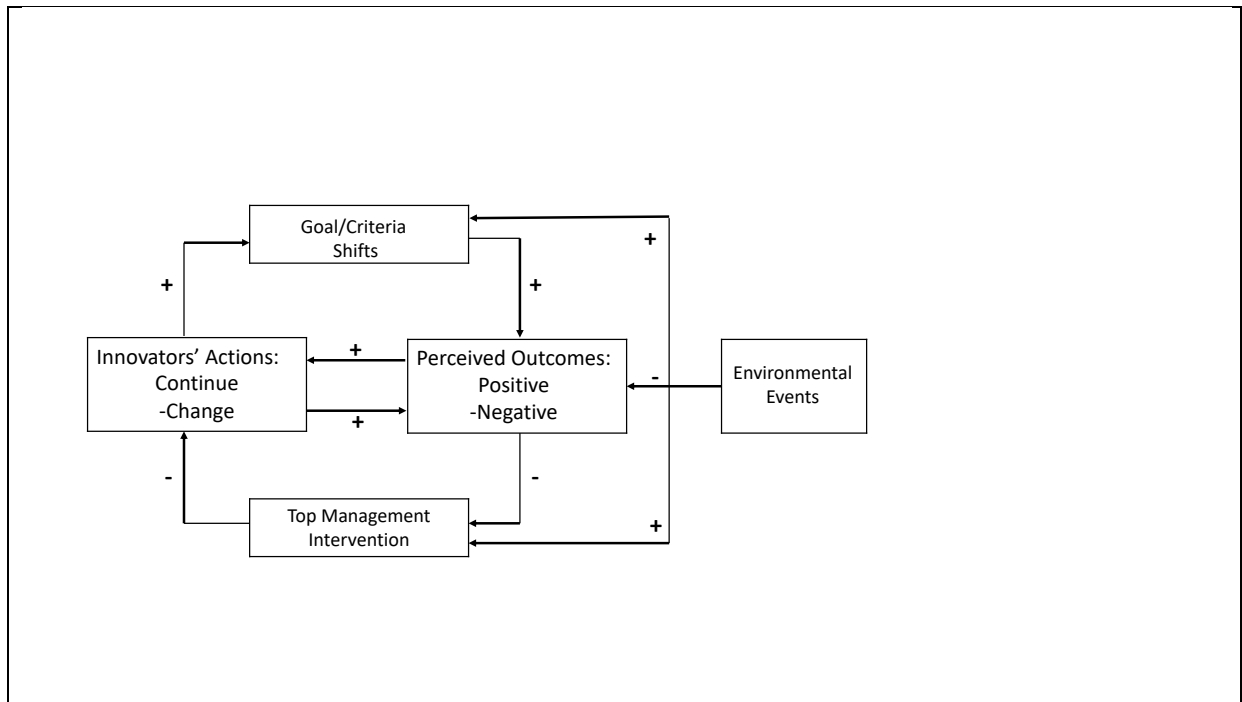 Goal/Criteria
Shifts
+
+
+
Innovators’ Actions:
Continue
-Change
+
+
Perceived Outcomes:
Positive
-Negative
-
Environmental
Events
-
-
+
Top Management
Intervention